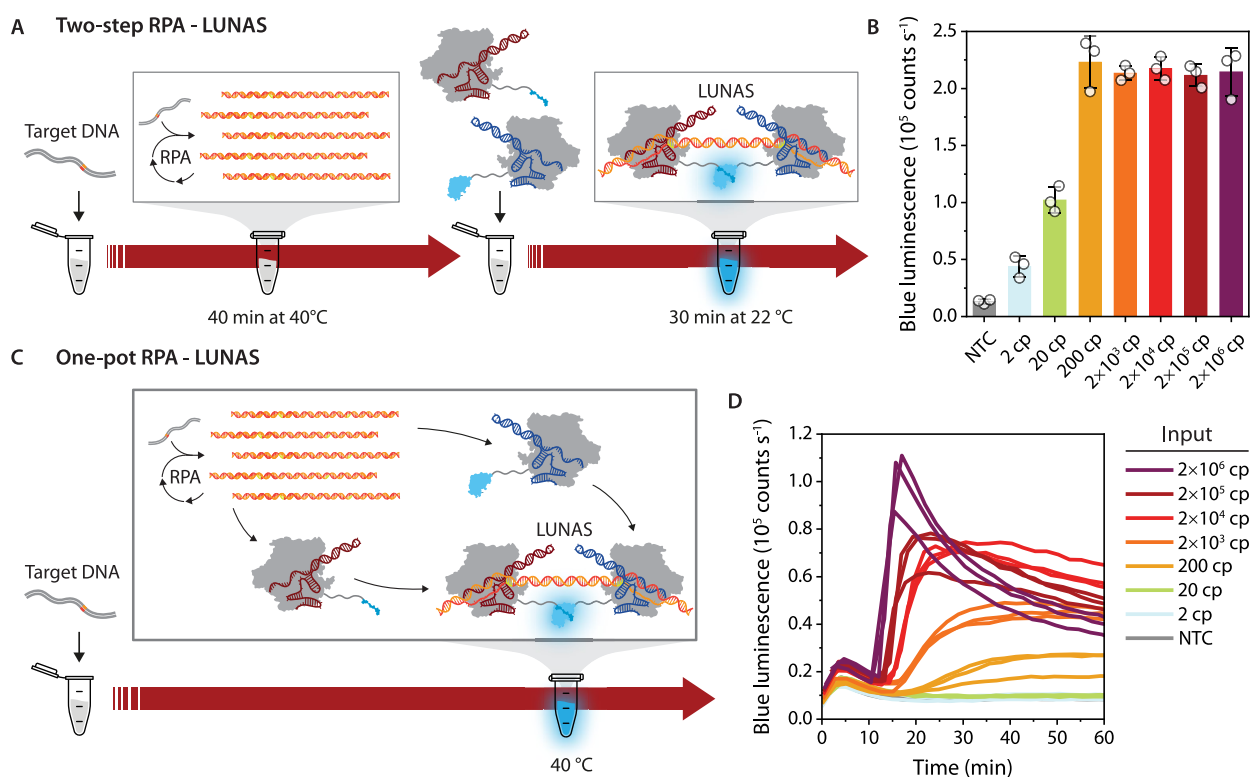 A Two-step RPA - LUNAS
Target DNA
RPA
LUNAS
40 min at 40°C
30 min at 22 °C
B
Blue luminescence (10⁵ counts s⁻¹)
2.5
2.0
1.5
1.0
0.5
0.0
NTC
2 cp
20 cp
200 cp
2×10³ cp
2×10⁴ cp
2×10⁵ cp
2×10⁶ cp
C One-pot RPA - LUNAS
Target DNA
RPA
LUNAS
40 °C
D
Blue luminescence (10⁵ counts s⁻¹)
1.2
1.0
0.8
0.6
0.4
0.2
0.0
0 10 20 30 40 50 60
Time (min)
Input
2×10⁶ cp
2×10⁵ cp
2×10⁴ cp
2×10³ cp
200 cp
20 cp
2 cp
NTC